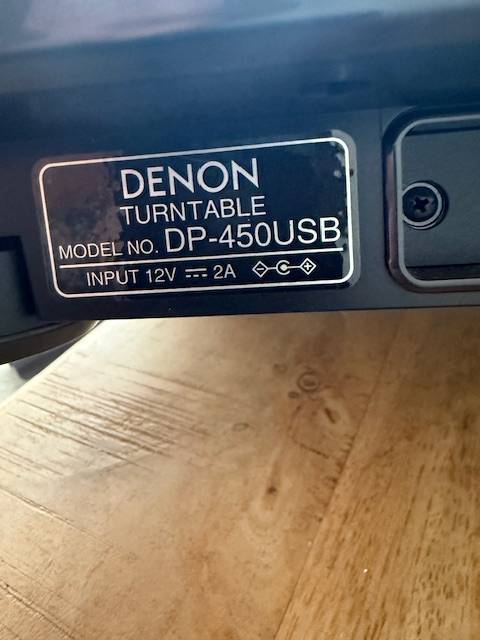 DENON
TURNTABLE
MODEL NO. DP-450USB
INPUT 12V ⎓ 2A